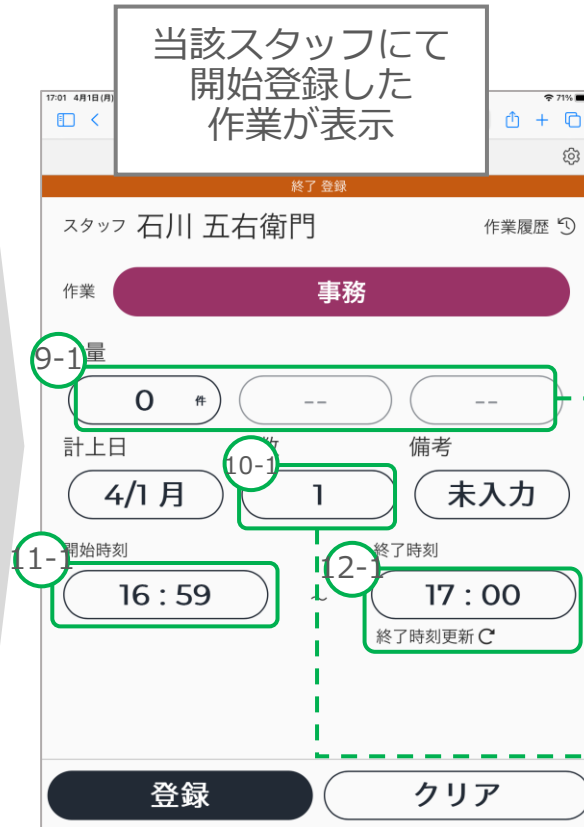 当該スタッフにて
開始登録した
作業が表示
17:01 4月1日(月)
71%
終了 登録
スタッフ 石川 五右衛門
作業履歴
作業
事務
9-1
量
0 件
--
--
計上日
10-1
数
備考
4/1 月
1
未入力
11-1
開始時刻
12-1
終了時刻
16 : 59
~
17 : 00
終了時刻更新
登録
クリア